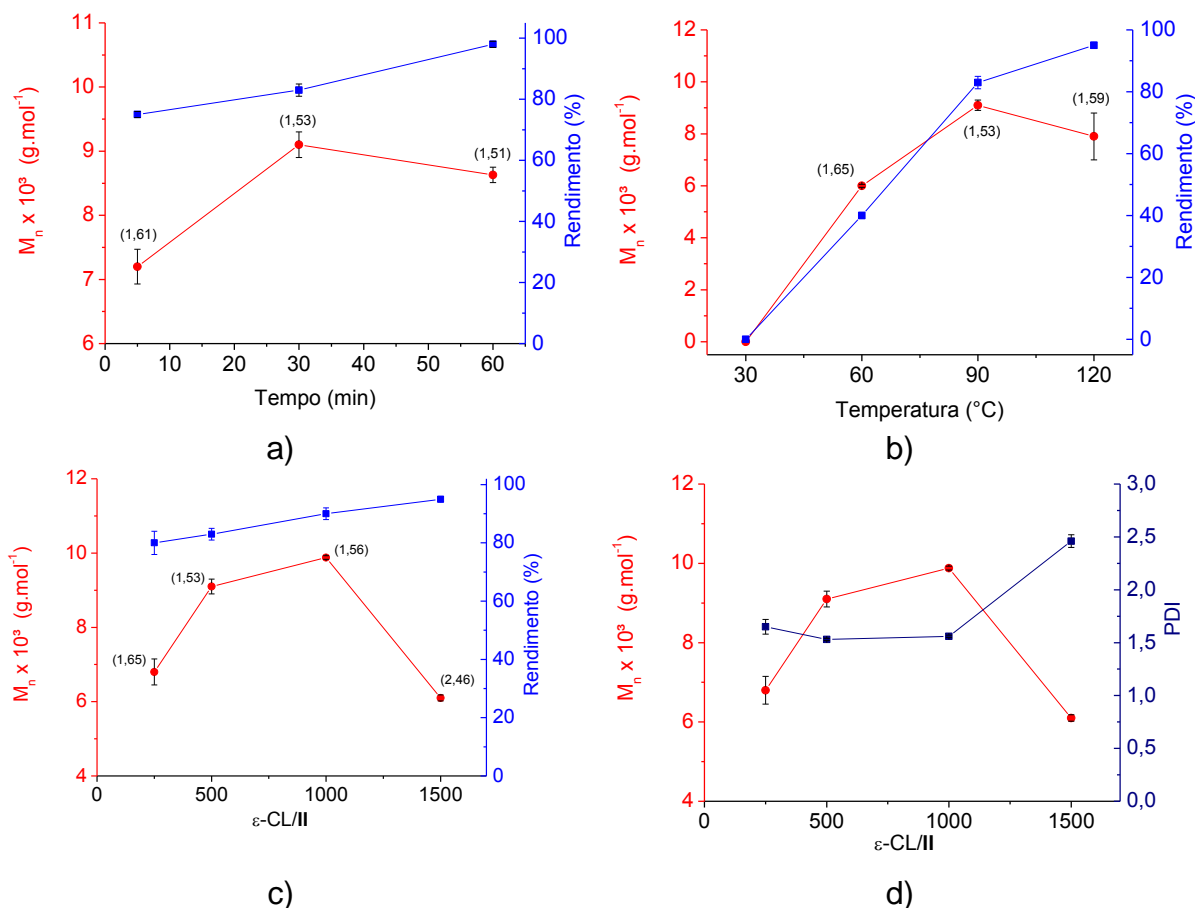 11
10
9
8
7
6
M_n x 10³ (g.mol⁻¹)
(1,61)
(1,53)
(1,51)
100
80
60
40
20
0
Rendimento (%)
0 10 20 30 40 50 60
Tempo (min)
a)
12
10
8
6
4
2
0
M_n x 10³ (g.mol⁻¹)
(1,65)
(1,53)
(1,59)
100
80
60
40
20
0
Rendimento (%)
30 60 90 120
Temperatura (°C)
b)
12
10
8
6
4
M_n x 10³ (g.mol⁻¹)
(1,65)
(1,53)
(1,56)
(2,46)
100
80
60
40
20
0
Rendimento (%)
0 500 1000 1500
ε-CL/II
c)
12
10
8
6
4
M_n x 10³ (g.mol⁻¹)
3,0
2,5
2,0
1,5
1,0
0,5
0,0
PDI
0 500 1000 1500
ε-CL/II
d)